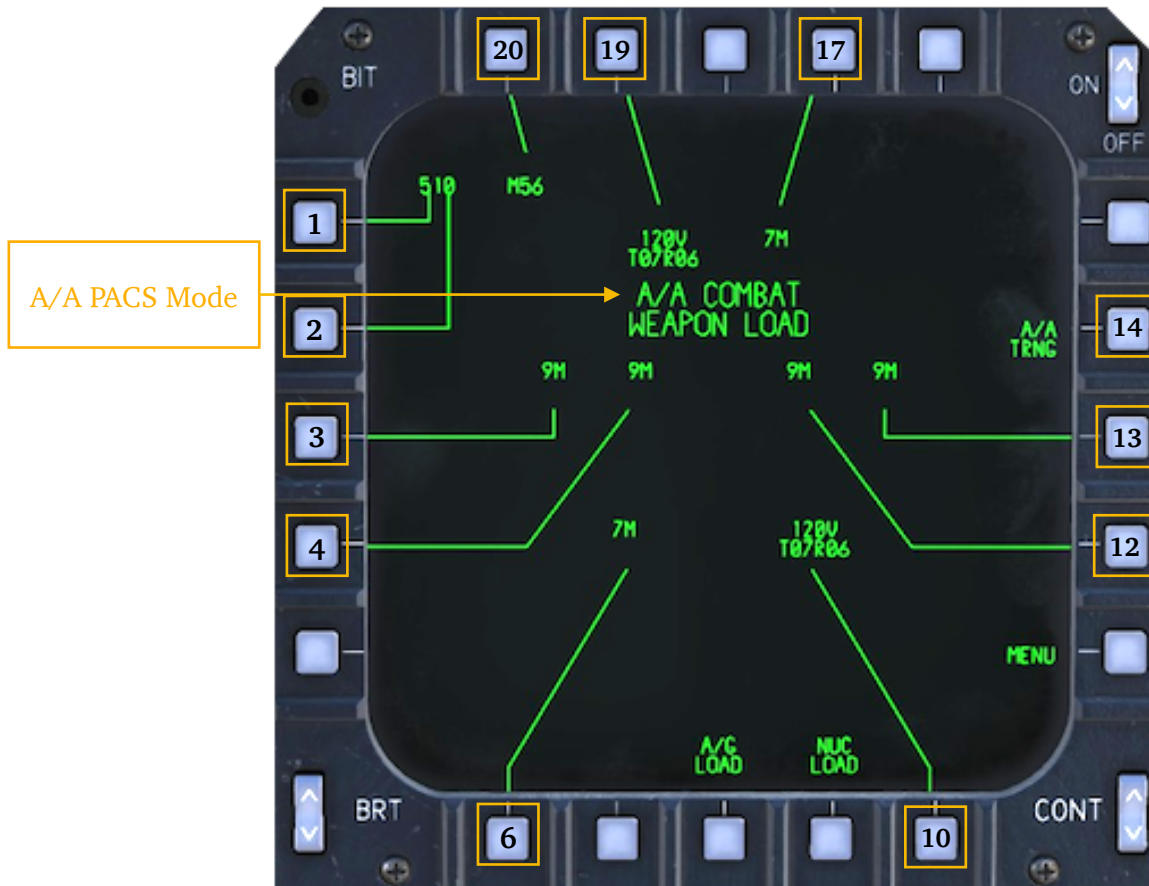 20
19
17
BIT
ON
OFF
510
M56
1
120V
T07R06
7M
A/A PACS Mode
A/A COMBAT
WEAPON LOAD
2
A/A
TRNG
14
9M
9M
9M
9M
3
13
4
7M
120V
T07R06
12
MENU
A/G
LOAD
NUC
LOAD
BRT
CONT
6
10